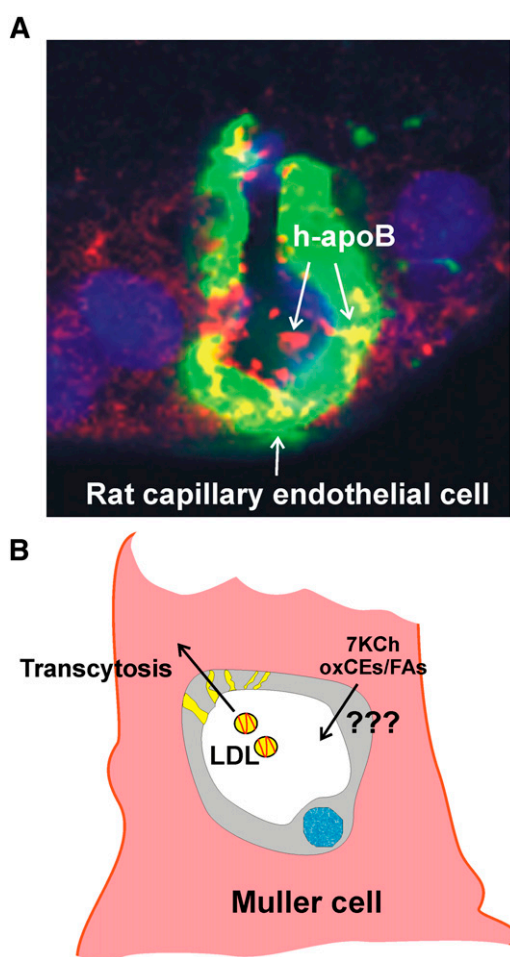 A
h-apoB
Rat capillary endothelial cell
B
Transcytosis
7KCh
oxCEs/FAs
???
LDL
Muller cell